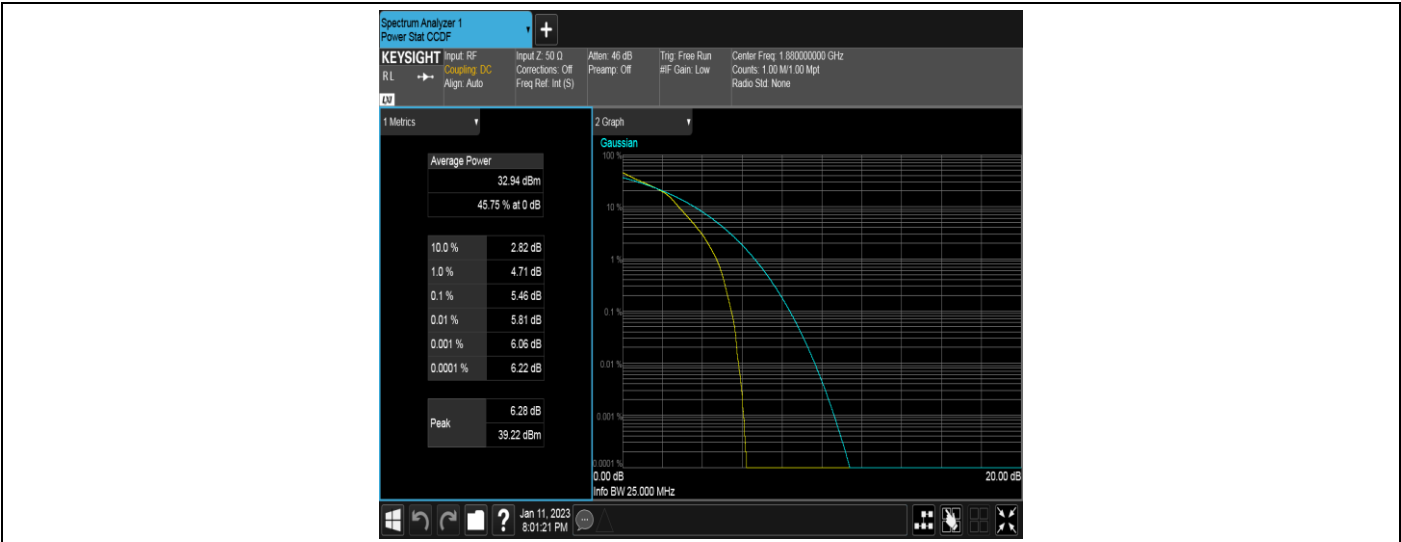 Spectrum Analyzer 1
Power Stat CCDF
+
KEYSIGHT Input: RF Input Z: 50 Ω Atten: 46 dB Trig: Free Run Center Freq: 1.880000000 GHz
RL Coupling: DC Corrections: Off Preamp: Off #IF Gain: Low Counts: 1.00 M/1.00 Mpt
Align: Auto Freq Ref: Int (S) Radio Std: None
LXI
1 Metrics
Average Power
32.94 dBm
45.75 % at 0 dB
10.0 % 2.82 dB
1.0 % 4.71 dB
0.1 % 5.46 dB
0.01 % 5.81 dB
0.001 % 6.06 dB
0.0001 % 6.22 dB
Peak 6.28 dB
39.22 dBm
2 Graph
Gaussian
100 %
10 %
1 %
0.1 %
0.01 %
0.001 %
0.0001 %
0.00 dB 20.00 dB
Info BW 25.000 MHz
? Jan 11, 2023
8:01:21 PM